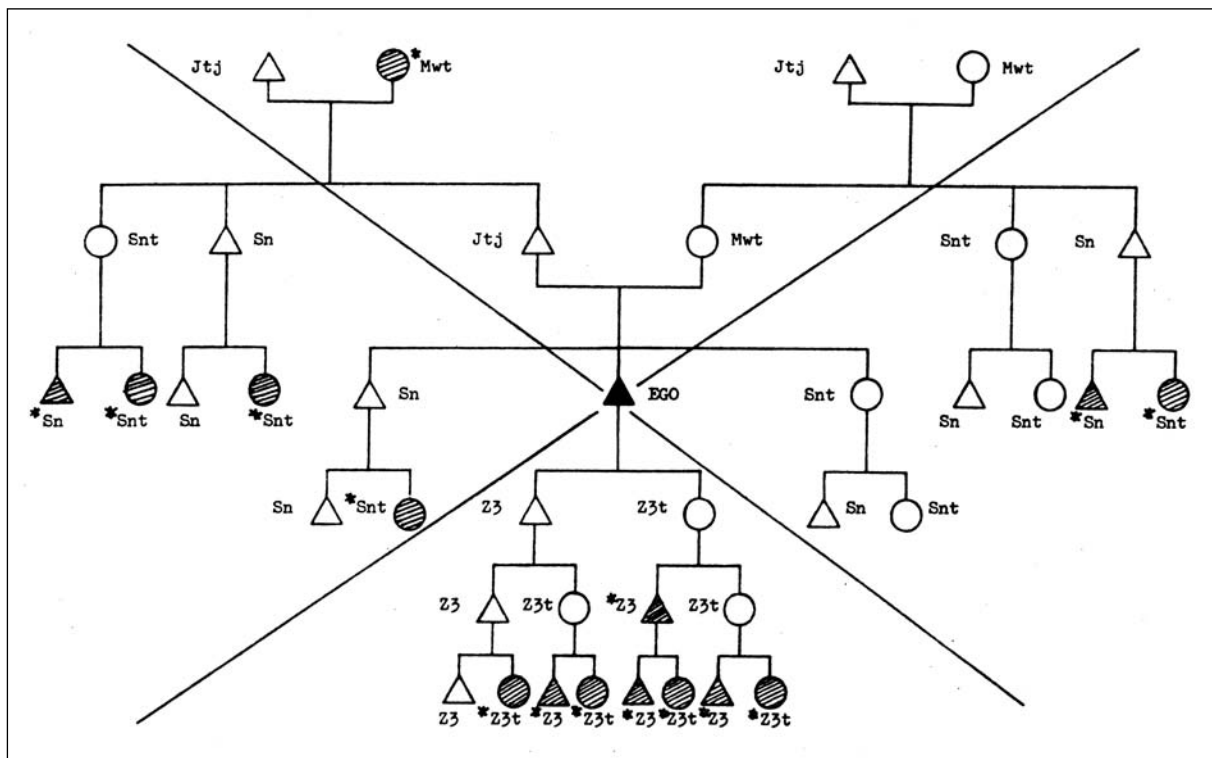 Jtj *Mwt Jtj Mwt
Snt Sn Jtj Mwt Snt Sn
*Sn *Snt Sn *Snt Sn EGO Snt Sn Snt *Sn *Snt
Sn *Snt Z3 Z3t Sn Snt
Z3 Z3t *Z3 Z3t
Z3 *Z3t *Z3 *Z3t *Z3 *Z3t *Z3 *Z3t